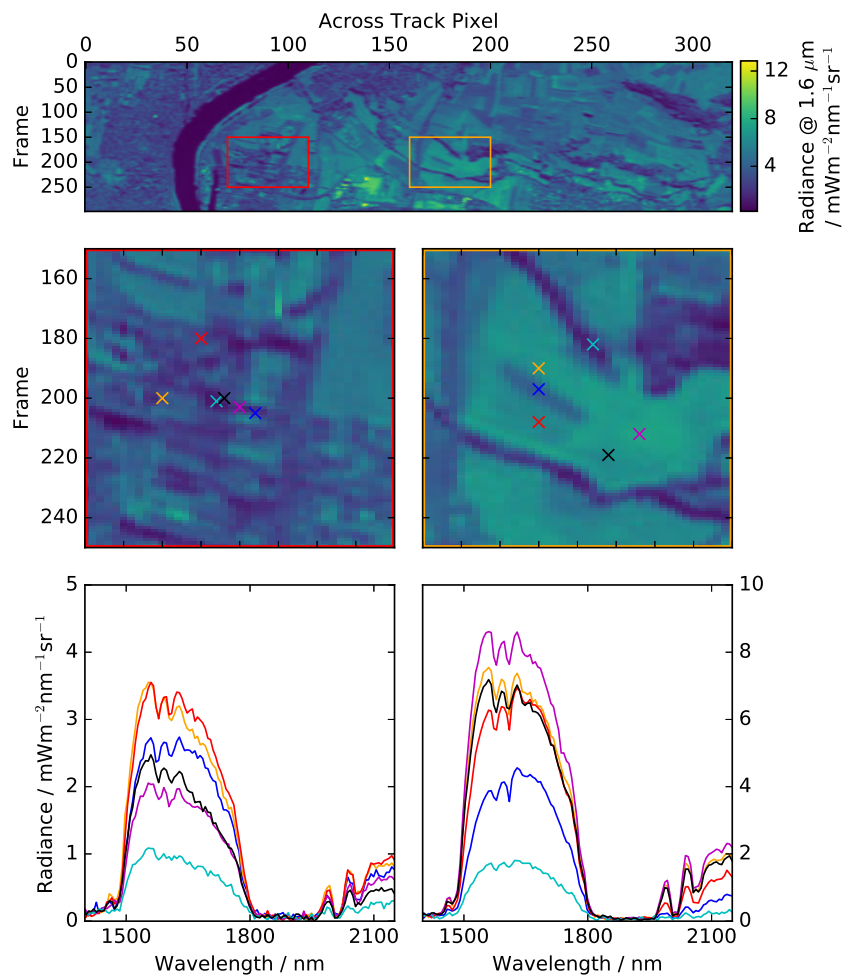 Across Track Pixel
0 50 100 150 200 250 300
0
50
100
150
200
250
Frame
12
8
4
Radiance @ 1.6 μm
/ mWm⁻²nm⁻¹sr⁻¹
160
180
200
220
240
Frame
5
4
3
2
1
0
Radiance / mWm⁻²nm⁻¹sr⁻¹
1500 1800 2100
Wavelength / nm
10
8
6
4
2
0
1500 1800 2100
Wavelength / nm